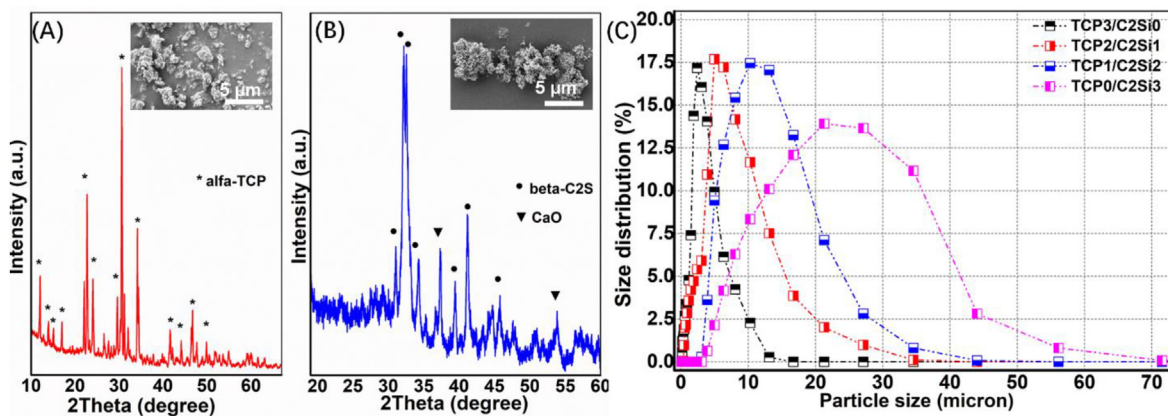 (A)
5 µm
* alfa-TCP
Intensity (a.u.)
10 20 30 40 50 60
2Theta (degree)
(B)
5 µm
• beta-C2S
▼ CaO
Intensity (a.u.)
20 25 30 35 40 45 50 55 60
2Theta (degree)
(C)
TCP3/C2Si0
TCP2/C2Si1
TCP1/C2Si2
TCP0/C2Si3
Size distribution (%)
20.0
17.5
15.0
12.5
10.0
7.5
5.0
2.5
0.0
0 10 20 30 40 50 60 70
Particle size (micron)